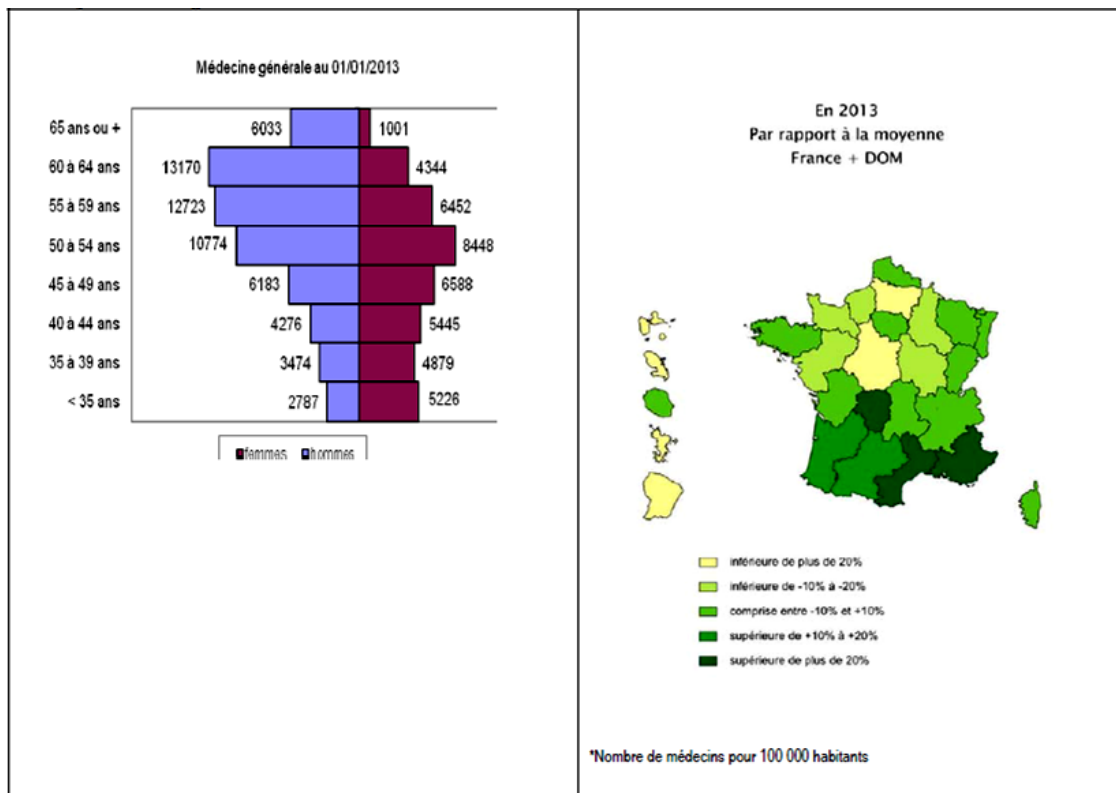 Médecine générale au 01/01/2013
65 ans ou + 6033 1001
60 à 64 ans 13170 4344
55 à 59 ans 12723 6452
50 à 54 ans 10774 8448
45 à 49 ans 6183 6588
40 à 44 ans 4276 5445
35 à 39 ans 3474 4879
< 35 ans 2787 5226
femmes hommes
En 2013
Par rapport à la moyenne
France + DOM
inférieure de plus de 20%
inférieure de -10% à -20%
comprise entre -10% et +10%
supérieure de +10% à +20%
supérieure de plus de 20%
*Nombre de médecins pour 100 000 habitants